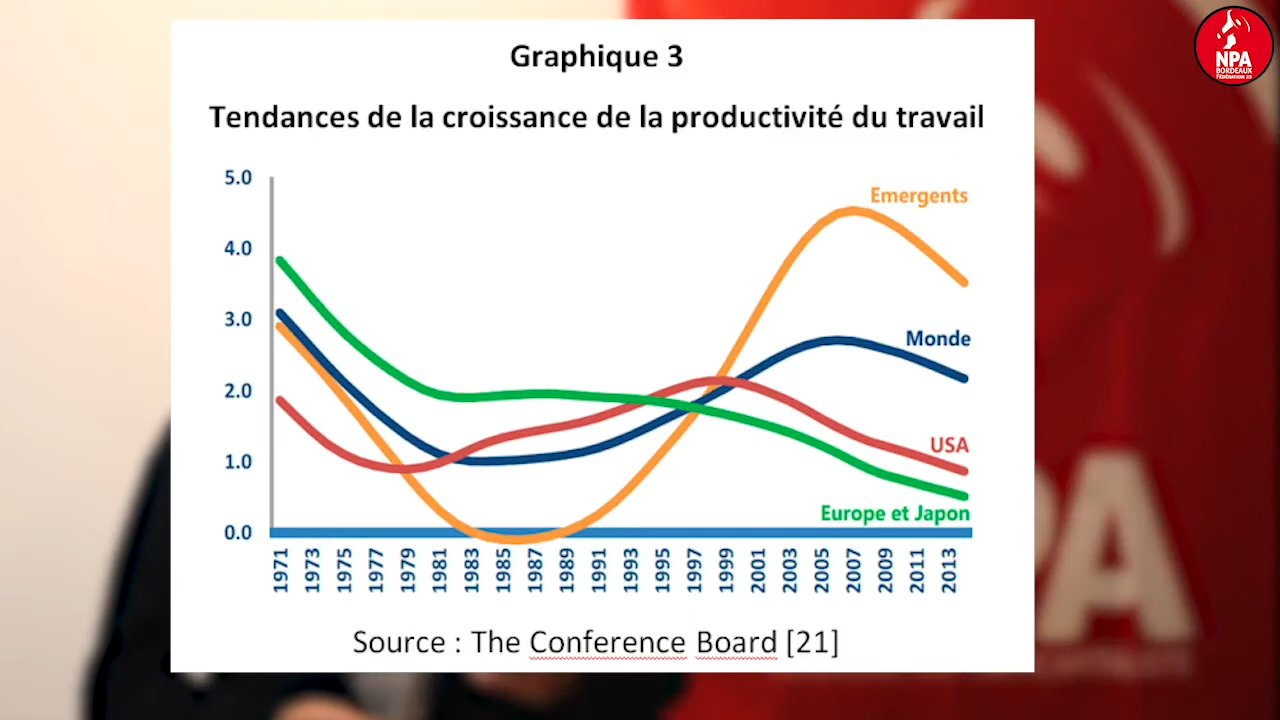 Graphique 3
Tendances de la croissance de la productivité du travail
5.0
4.0
3.0
2.0
1.0
0.0
Emergents
Monde
USA
Europe et Japon
1971 1973 1975 1977 1979 1981 1983 1985 1987 1989 1991 1993 1995 1997 1999 2001 2003 2005 2007 2009 2011 2013
Source : The Conference Board [21]
NPA
BORDEAUX
FÉDÉRATION 33
PA